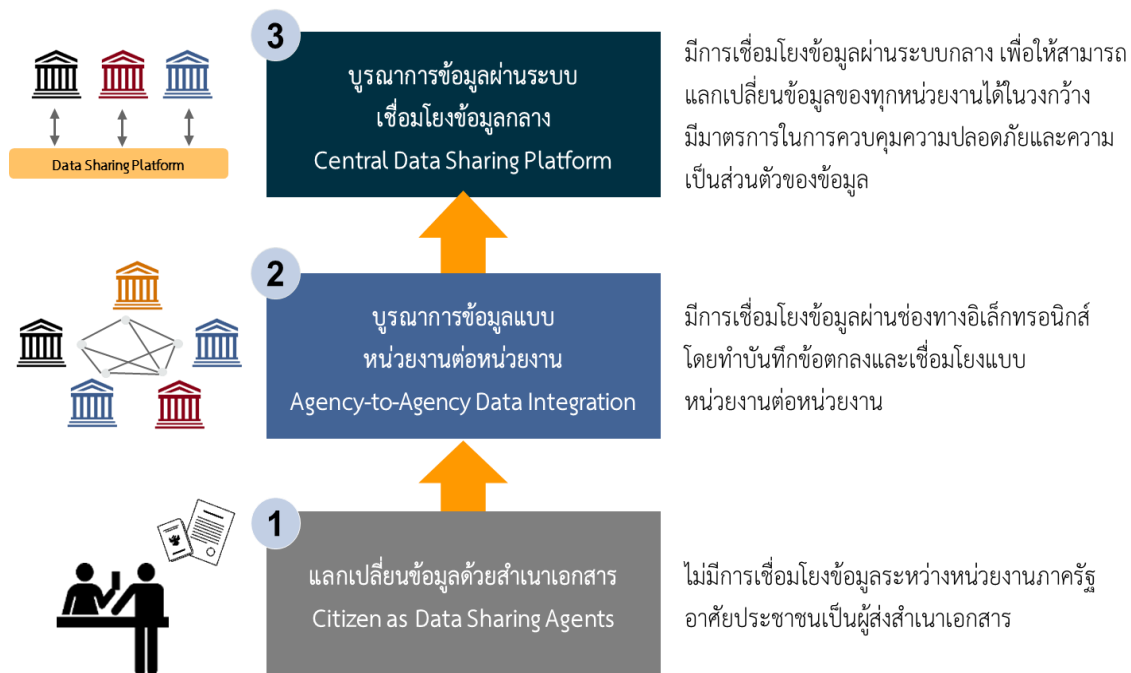 3
บูรณาการข้อมูลผ่านระบบ
เชื่อมโยงข้อมูลกลาง
Central Data Sharing Platform
Data Sharing Platform
มีการเชื่อมโยงข้อมูลผ่านระบบกลาง เพื่อให้สามารถ
แลกเปลี่ยนข้อมูลของทุกหน่วยงานได้ในวงกว้าง
มีมาตรการในการควบคุมความปลอดภัยและความ
เป็นส่วนตัวของข้อมูล
2
บูรณาการข้อมูลแบบ
หน่วยงานต่อหน่วยงาน
Agency-to-Agency Data Integration
มีการเชื่อมโยงข้อมูลผ่านช่องทางอิเล็กทรอนิกส์
โดยทำบันทึกข้อตกลงและเชื่อมโยงแบบ
หน่วยงานต่อหน่วยงาน
1
แลกเปลี่ยนข้อมูลด้วยสำเนาเอกสาร
Citizen as Data Sharing Agents
ไม่มีการเชื่อมโยงข้อมูลระหว่างหน่วยงานภาครัฐ
อาศัยประชาชนเป็นผู้ส่งสำเนาเอกสาร